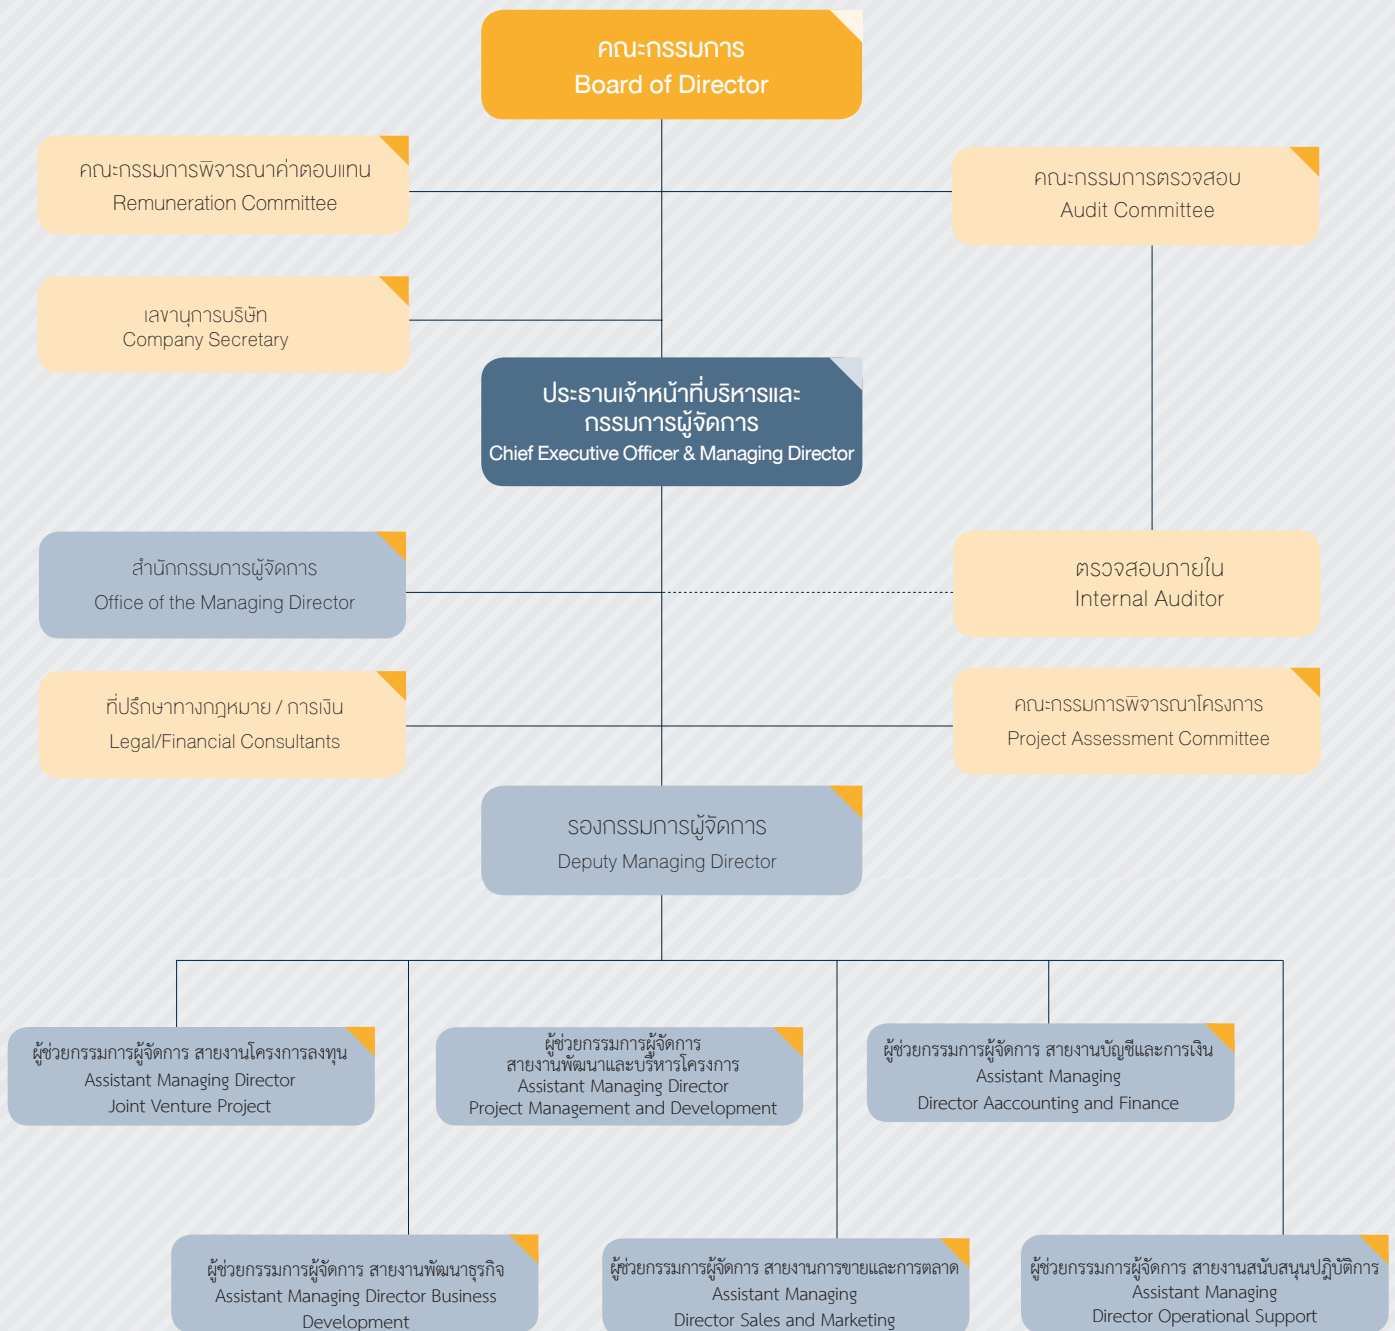 คณะกรรมการ
Board of Director
คณะกรรมการพิจารณาค่าตอบแทน
Remuneration Committee
คณะกรรมการตรวจสอบ
Audit Committee
เลขานุการบริษัท
Company Secretary
ประธานเจ้าหน้าที่บริหารและ
กรรมการผู้จัดการ
Chief Executive Officer & Managing Director
สำนักกรรมการผู้จัดการ
Office of the Managing Director
ตรวจสอบภายใน
Internal Auditor
ที่ปรึกษาทางกฎหมาย / การเงิน
Legal/Financial Consultants
คณะกรรมการพิจารณาโครงการ
Project Assessment Committee
รองกรรมการผู้จัดการ
Deputy Managing Director
ผู้ช่วยกรรมการผู้จัดการ สายงานโครงการลงทุน
Assistant Managing Director
Joint Venture Project
ผู้ช่วยกรรมการผู้จัดการ
สายงานพัฒนาและบริหารโครงการ
Assistant Managing Director
Project Management and Development
ผู้ช่วยกรรมการผู้จัดการ สายงานบัญชีและการเงิน
Assistant Managing
Director Aaccounting and Finance
ผู้ช่วยกรรมการผู้จัดการ สายงานพัฒนาธุรกิจ
Assistant Managing Director Business
Development
ผู้ช่วยกรรมการผู้จัดการ สายงานการขายและการตลาด
Assistant Managing
Director Sales and Marketing
ผู้ช่วยกรรมการผู้จัดการ สายงานสนับสนุนปฎิบัติการ
Assistant Managing
Director Operational Support